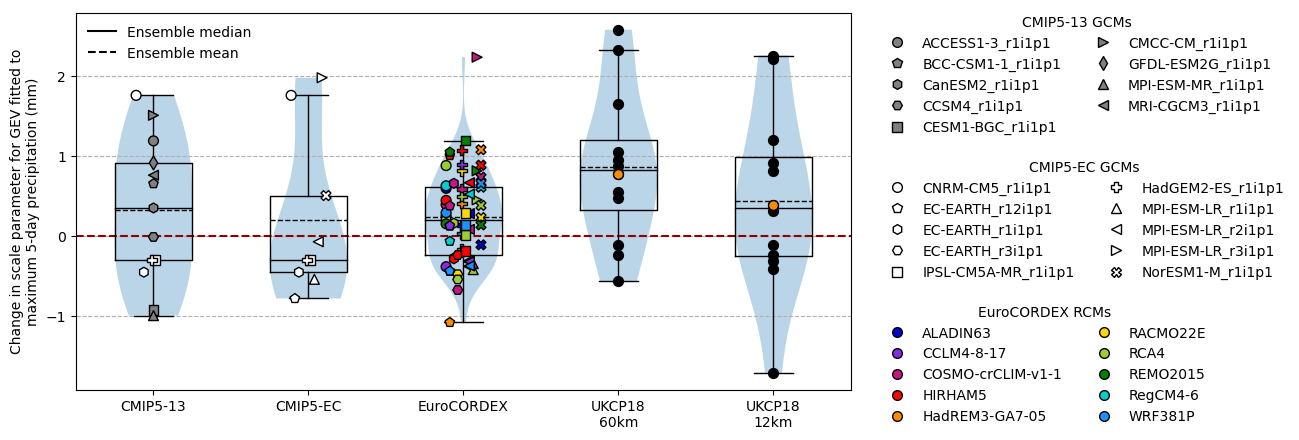 Change in scale parameter for GEV fitted to
maximum 5-day precipitation (mm)
Ensemble median
Ensemble mean
2
1
0
−1
CMIP5-13
CMIP5-EC
EuroCORDEX
UKCP18
60km
UKCP18
12km
CMIP5-13 GCMs
ACCESS1-3_r1i1p1
BCC-CSM1-1_r1i1p1
CanESM2_r1i1p1
CCSM4_r1i1p1
CESM1-BGC_r1i1p1
CMCC-CM_r1i1p1
GFDL-ESM2G_r1i1p1
MPI-ESM-MR_r1i1p1
MRI-CGCM3_r1i1p1
CMIP5-EC GCMs
CNRM-CM5_r1i1p1
EC-EARTH_r12i1p1
EC-EARTH_r1i1p1
EC-EARTH_r3i1p1
IPSL-CM5A-MR_r1i1p1
HadGEM2-ES_r1i1p1
MPI-ESM-LR_r1i1p1
MPI-ESM-LR_r2i1p1
MPI-ESM-LR_r3i1p1
NorESM1-M_r1i1p1
EuroCORDEX RCMs
ALADIN63
CCLM4-8-17
COSMO-crCLIM-v1-1
HIRHAM5
HadREM3-GA7-05
RACMO22E
RCA4
REMO2015
RegCM4-6
WRF381P